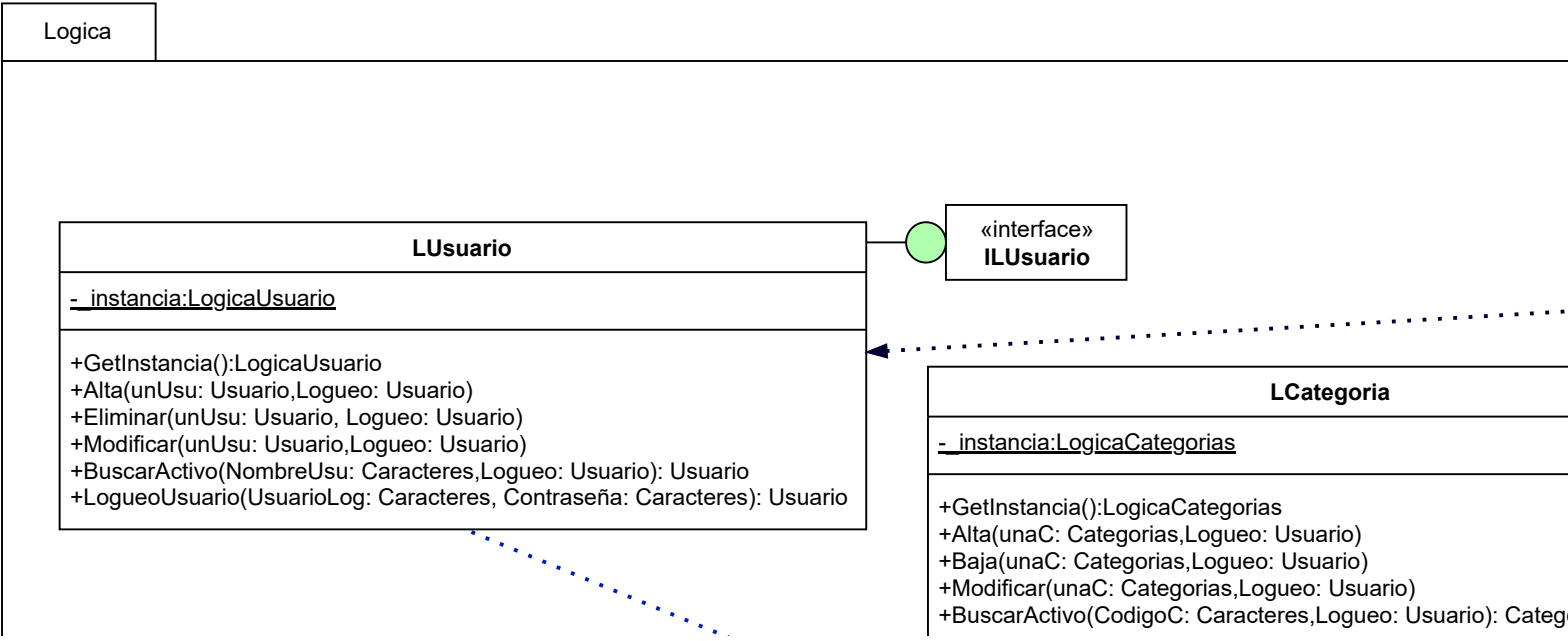 Logica
LUsuario
- _instancia:LogicaUsuario
+GetInstancia():LogicaUsuario
+Alta(unUsu: Usuario,Logueo: Usuario)
+Eliminar(unUsu: Usuario, Logueo: Usuario)
+Modificar(unUsu: Usuario,Logueo: Usuario)
+BuscarActivo(NombreUsu: Caracteres,Logueo: Usuario): Usuario
+LogueoUsuario(UsuarioLog: Caracteres, Contraseña: Caracteres): Usuario
«interface»
ILUsuario
LCategoria
- _instancia:LogicaCategorias
+GetInstancia():LogicaCategorias
+Alta(unaC: Categorias,Logueo: Usuario)
+Baja(unaC: Categorias,Logueo: Usuario)
+Modificar(unaC: Categorias,Logueo: Usuario)
+BuscarActivo(CodigoC: Caracteres,Logueo: Usuario):